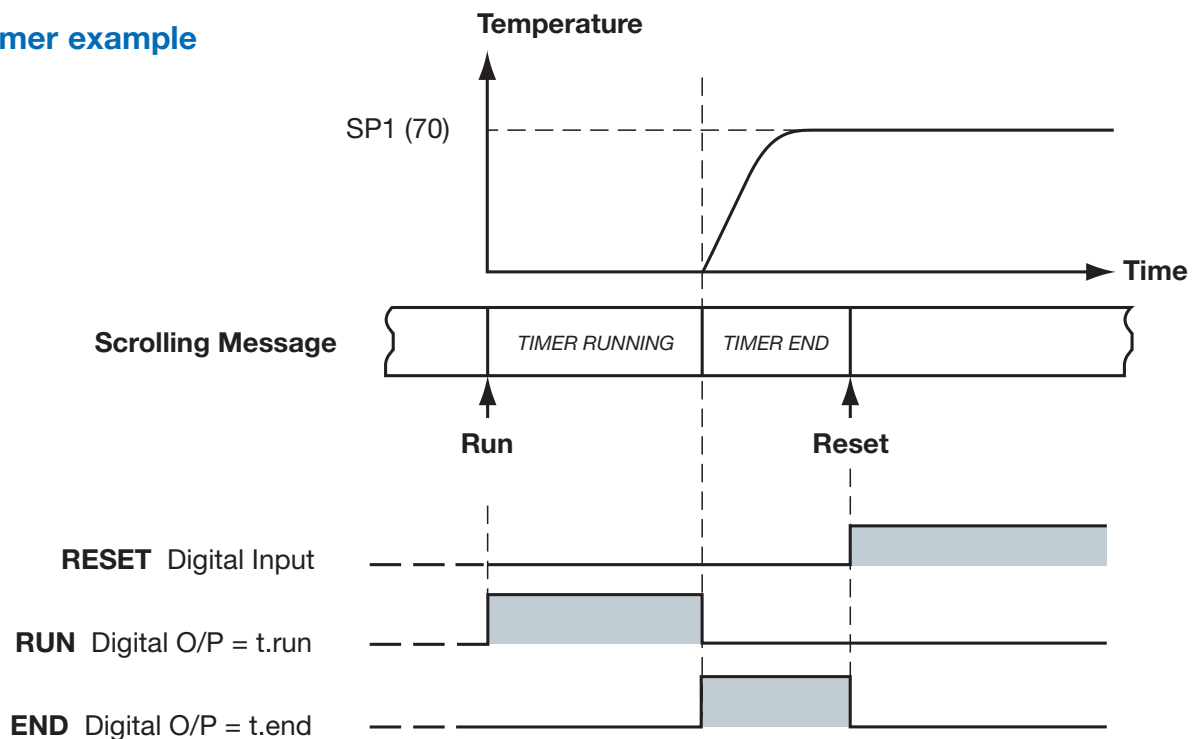 mer example
Temperature
SP1 (70)
Time
Scrolling Message
TIMER RUNNING
TIMER END
Run
Reset
RESET Digital Input
RUN Digital O/P = t.run
END Digital O/P = t.end